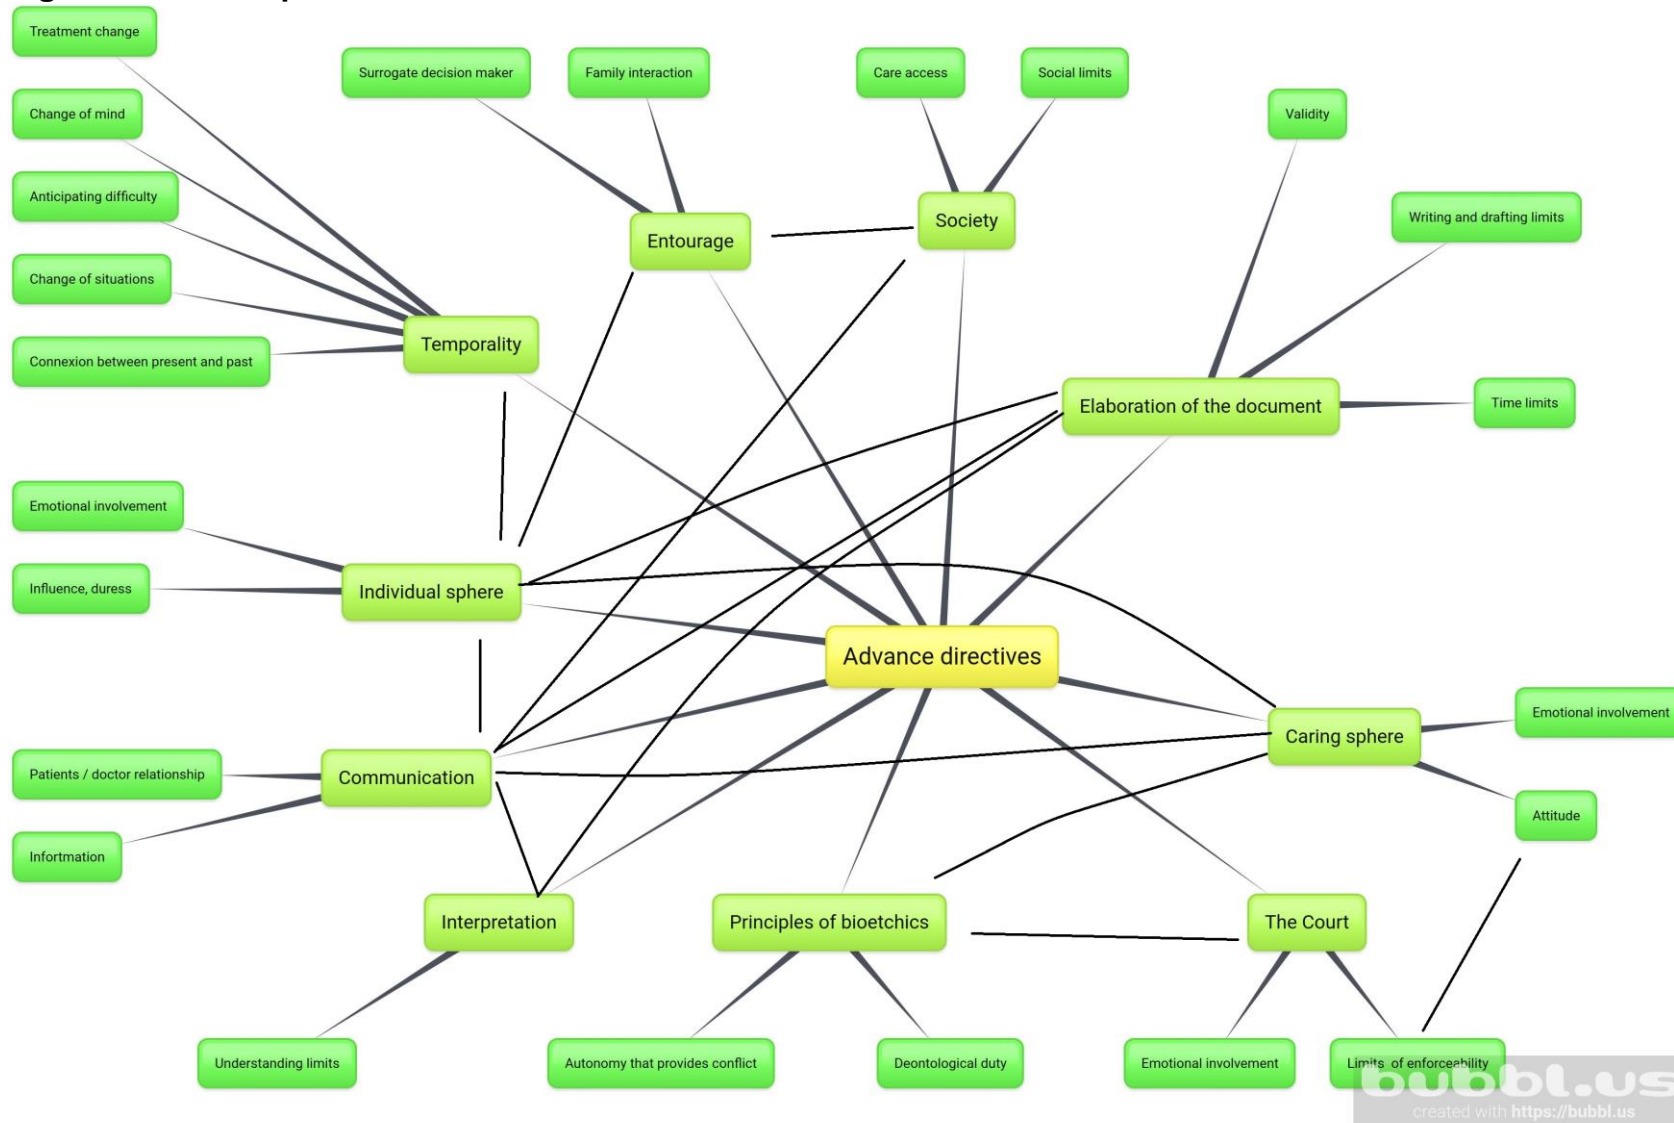 Treatment change
Surrogate decision maker
Family interaction
Care access
Social limits
Change of mind
Validity
Anticipating difficulty
Writing and drafting limits
Society
Entourage
Change of situations
Temporality
Connexion between present and past
Elaboration of the document
Time limits
Emotional involvement
Influence, duress
Individual sphere
Advance directives
Emotional involvement
Caring sphere
Patients / doctor relationship
Communication
Attitude
Infortmation
Interpretation
Principles of bioetchics
The Court
Understanding limits
Autonomy that provides conflict
Deontological duty
Emotional involvement
Limits of enforceability
bubbl.us
created with https://bubbl.us